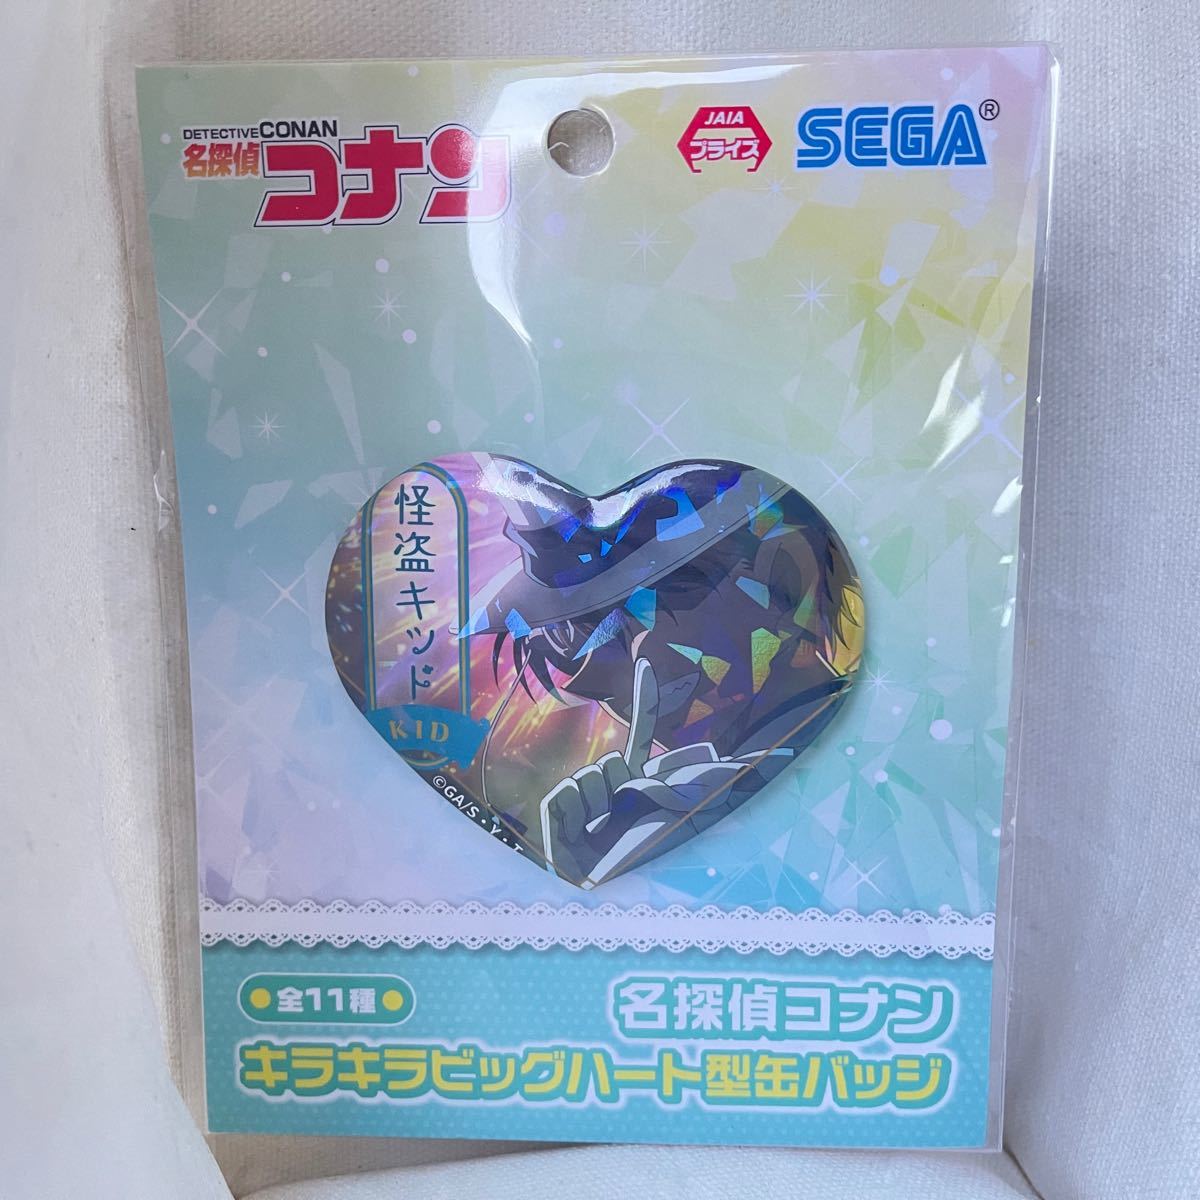 DETECTIVE CONAN
名探偵コナン
JAIA
プライズ
SEGA®
怪盗キッド
KID
©GA/S・Y・T
全11種
名探偵コナン
キラキラビッグハート型缶バッジ